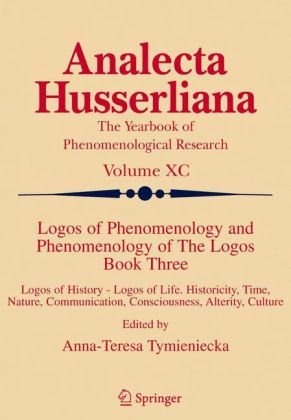 Analecta
Husserliana
The Yearbook of
Phenomenological Research
Volume XC
Logos of Phenomenology and
Phenomenology of The Logos
Book Three
Logos of History - Logos of Life. Historicity, Time,
Nature, Communication, Consciousness, Alterity, Culture
Edited by
Anna-Teresa Tymieniecka
Springer